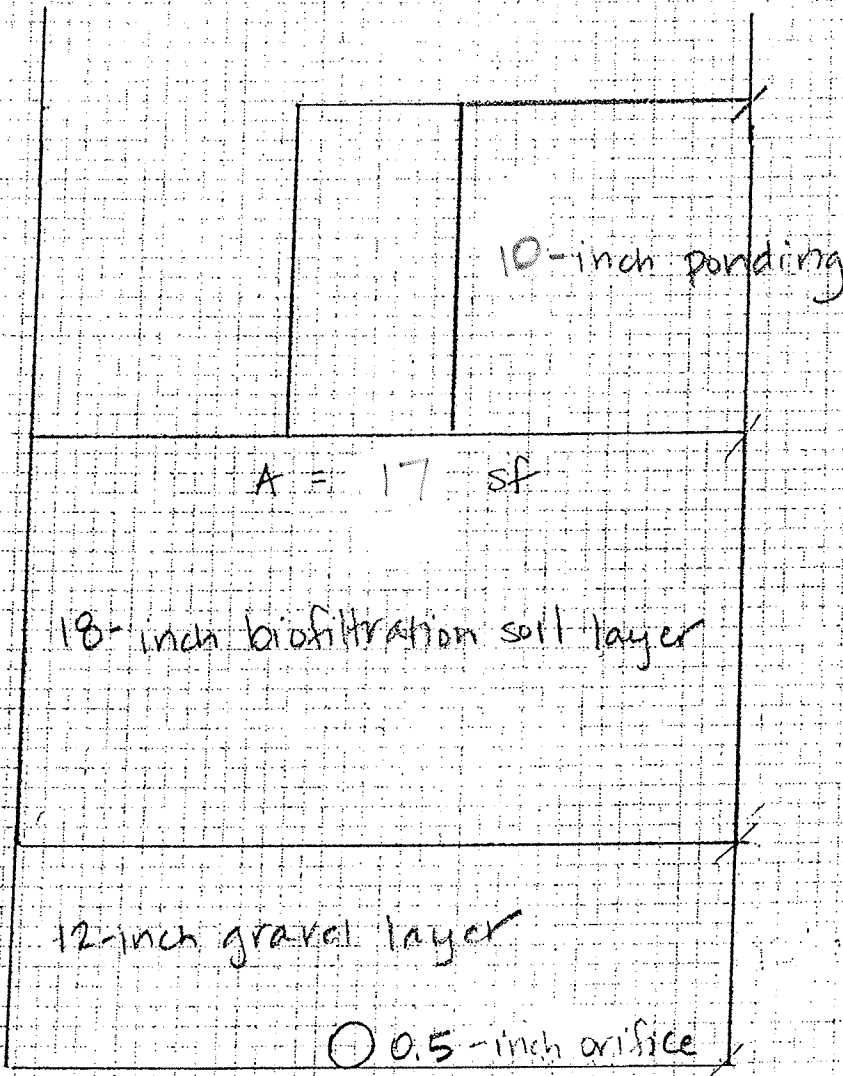 10-inch ponding
A = 17 sf
18-inch biofiltration soil layer
12-inch gravel layer
0.5-inch orifice